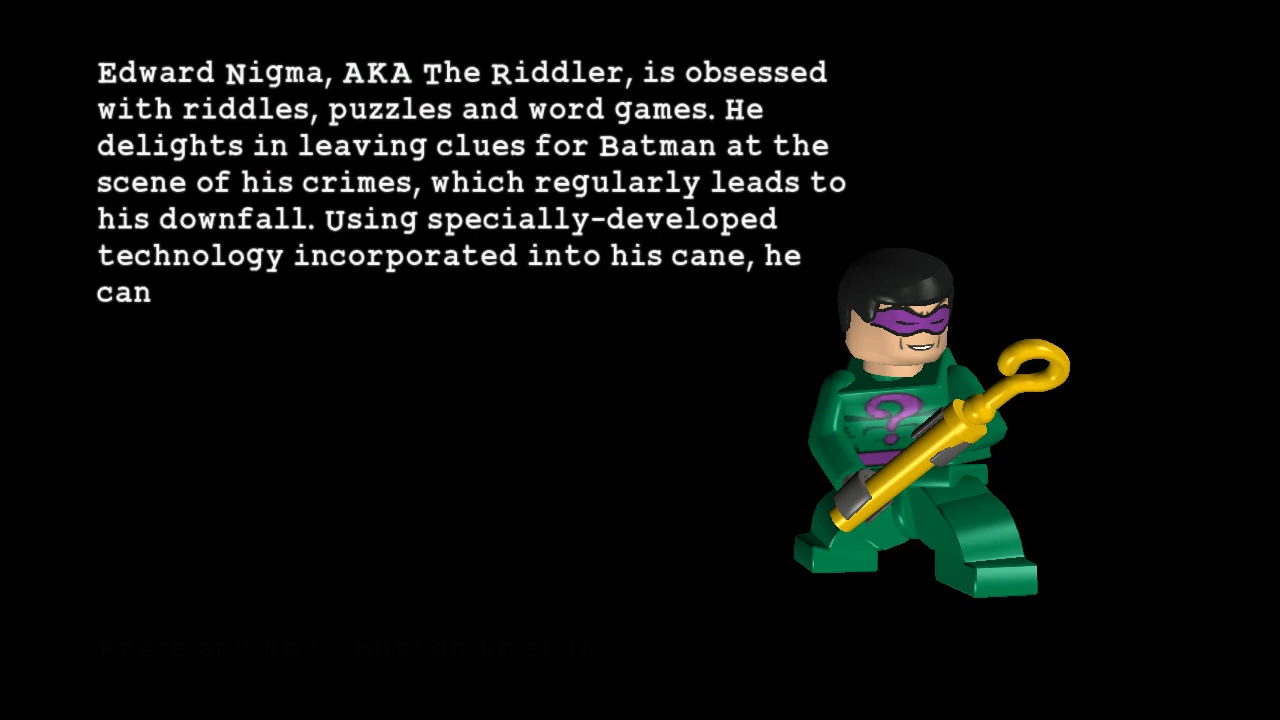 Edward Nigma, AKA The Riddler, is obsessed
with riddles, puzzles and word games. He
delights in leaving clues for Batman at the
scene of his crimes, which regularly leads to
his downfall. Using specially-developed
technology incorporated into his cane, he
can
?